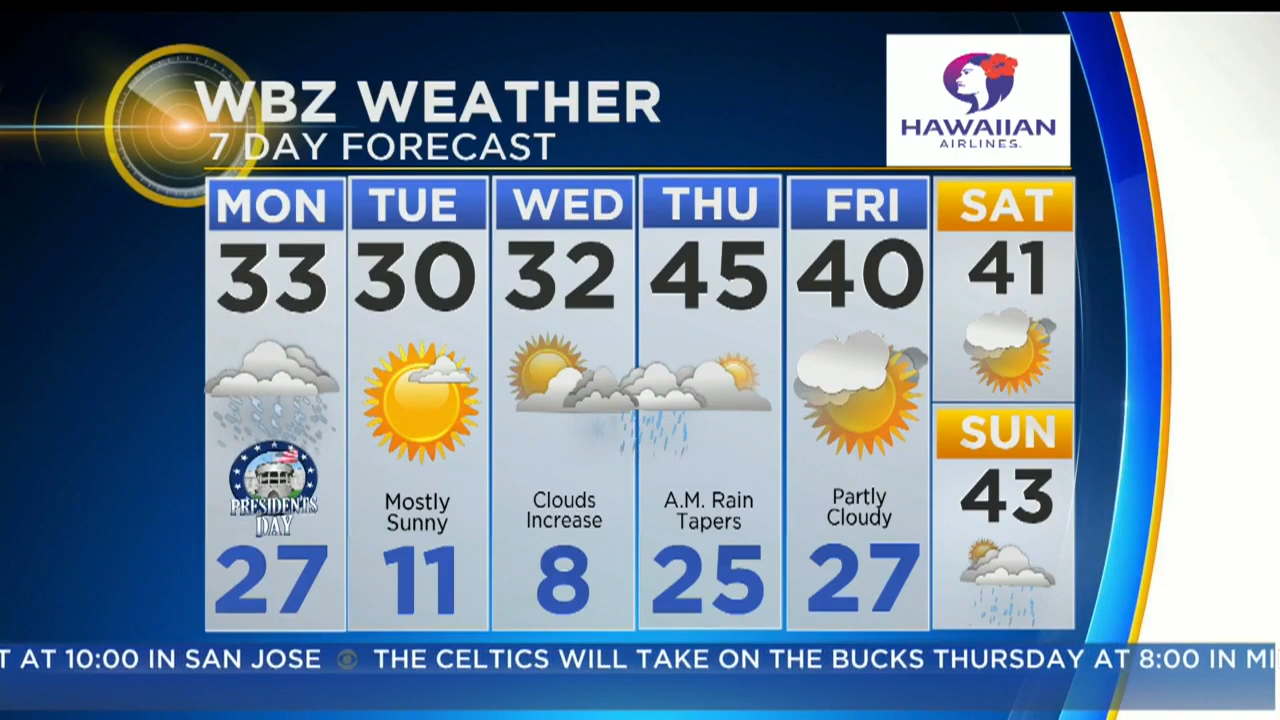 WBZ WEATHER
7 DAY FORECAST
HAWAIIAN
AIRLINES.
MON
33
PRESIDENTS
DAY
27
TUE
30
Mostly
Sunny
11
WED
32
Clouds
Increase
8
THU
45
A.M. Rain
Tapers
25
FRI
40
Partly
Cloudy
27
SAT
41
SUN
43
T AT 10:00 IN SAN JOSE THE CELTICS WILL TAKE ON THE BUCKS THURSDAY AT 8:00 IN MI